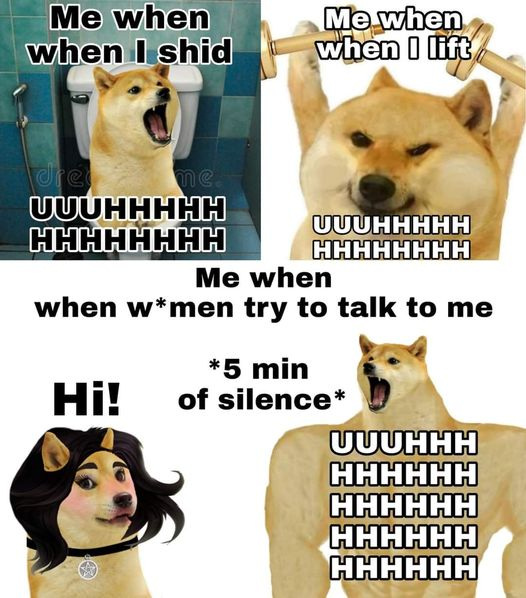 Me when
when I shid
UUUHHHHH
HHHHHHHH
Me when
when I lift
UUUHHHHH
HHHHHHHH
Me when
when w*men try to talk to me
Hi!
*5 min
of silence*
UUUHHH
HHHHHH
HHHHHH
HHHHHH
HHHHHH